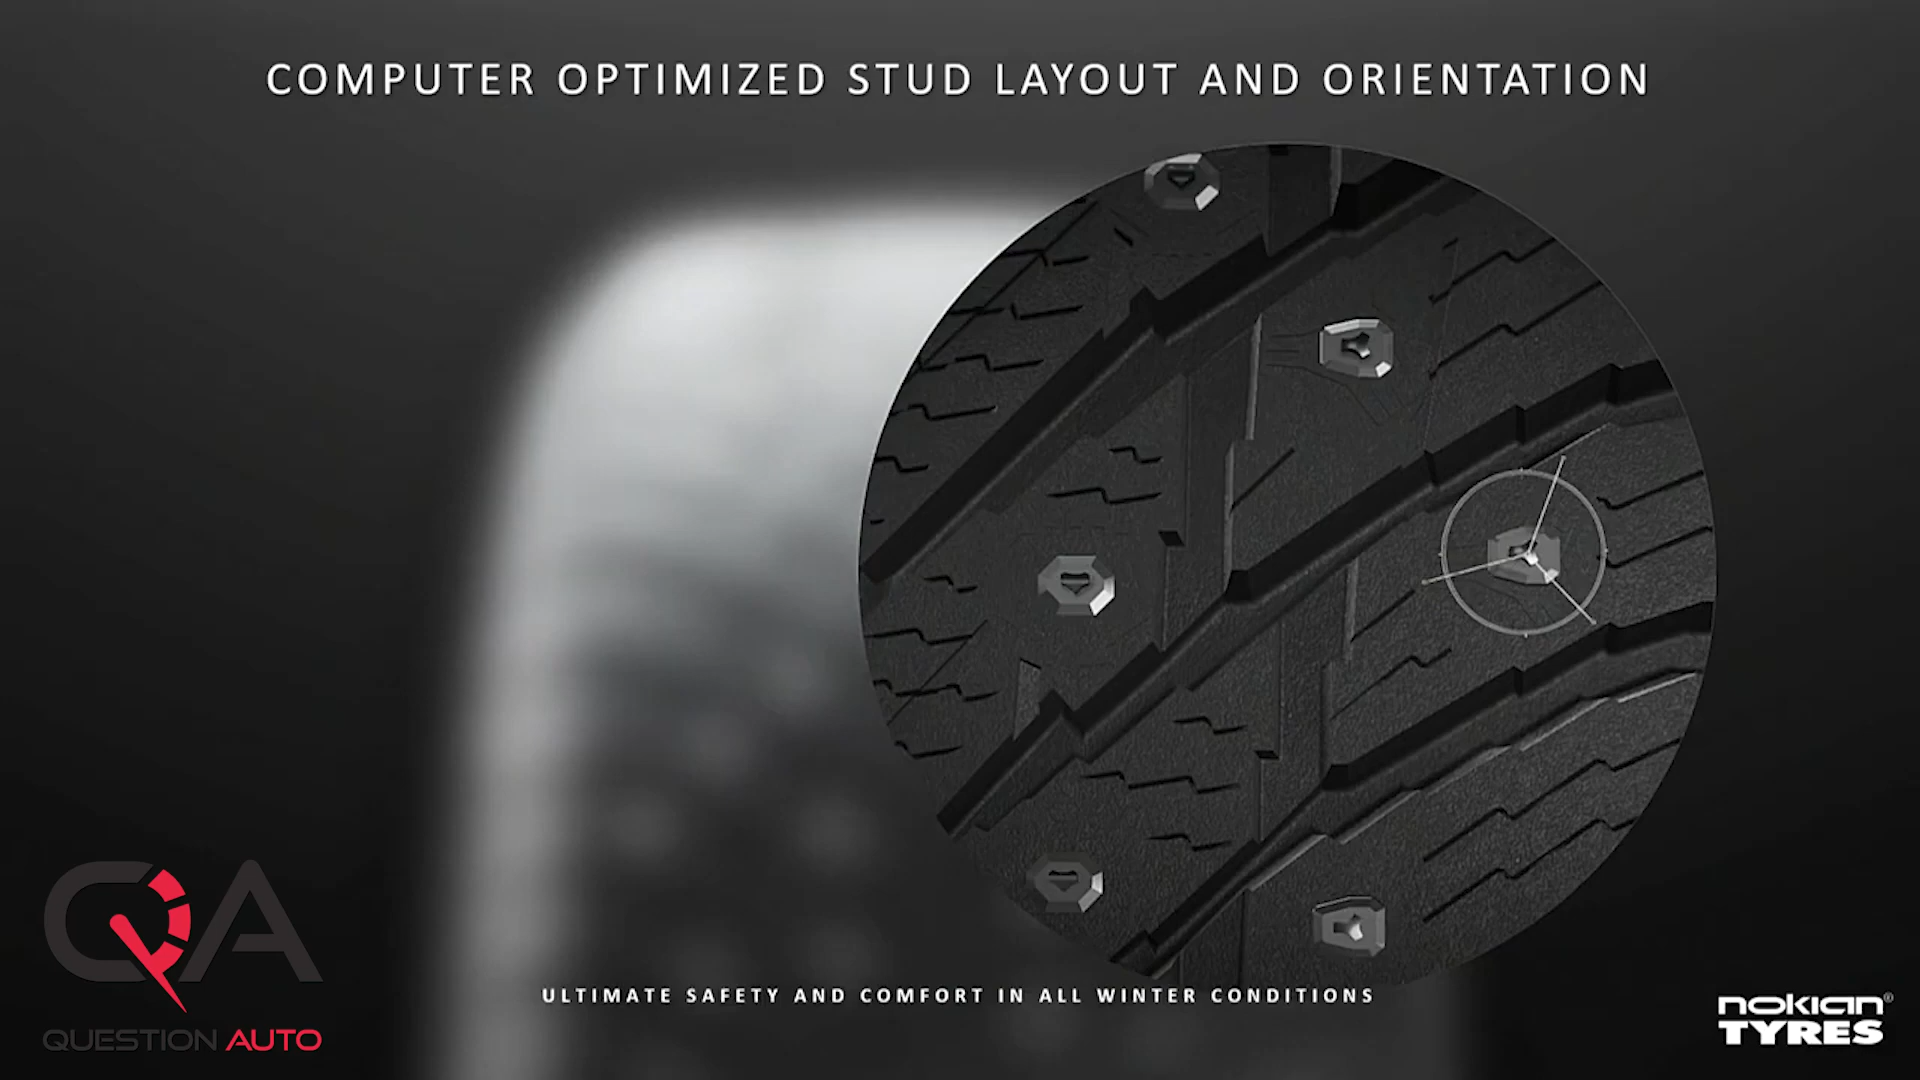 COMPUTER OPTIMIZED STUD LAYOUT AND ORIENTATION
ULTIMATE SAFETY AND COMFORT IN ALL WINTER CONDITIONS
QA
QUESTION AUTO
nokian®
TYRES